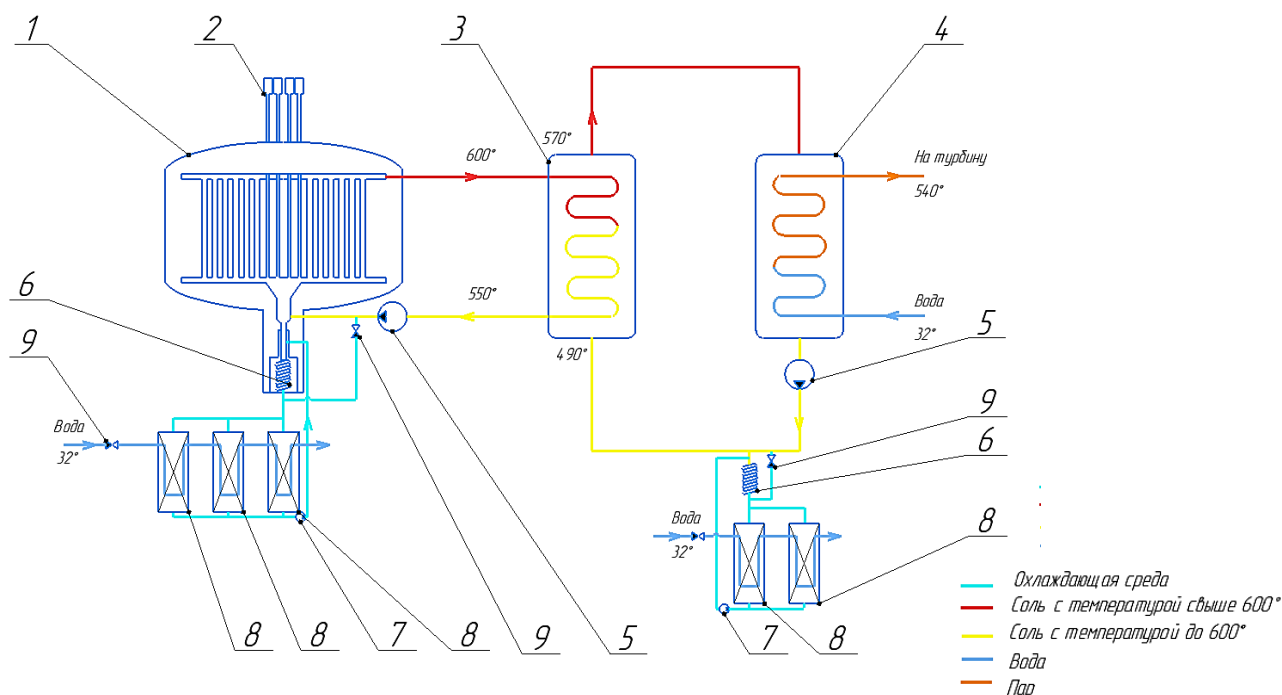 1
2
3
4
600°
570°
На турбину
540°
6
550°
Вода
32°
490°
5
9
Вода
32°
9
6
Вода
32°
8
8
8
7
8
9
5
7
8
Охлаждающая среда
Соль с температурой свыше 600°
Соль с температурой до 600°
Вода
Пар